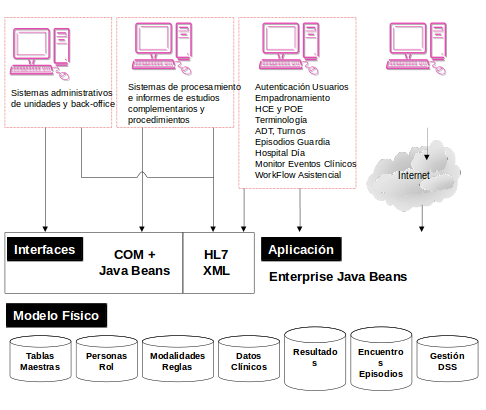 Sistemas administrativos
de unidades y back-office
Sistemas de procesamiento
e informes de estudios
complementarios y
procedimientos
Autenticación Usuarios
Empadronamiento
HCE y POE
Terminología
ADT, Turnos
Episodios Guardia
Hospital Día
Monitor Eventos Clínicos
WorkFlow Asistencial
Internet
Interfaces
COM +
Java Beans
HL7
XML
Aplicación
Enterprise Java Beans
Modelo Físico
Tablas
Maestras
Personas
Rol
Modalidades
Reglas
Datos
Clínicos
Resultado
s
Encuentro
s
Episodios
Gestión
DSS